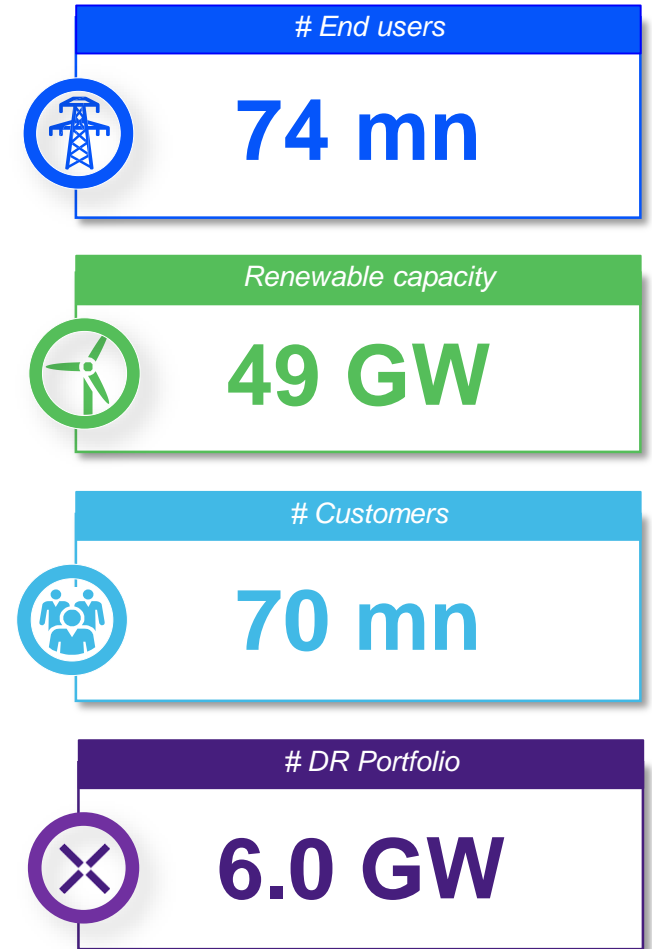 # End users
74 mn
Renewable capacity
49 GW
# Customers
70 mn
# DR Portfolio
6.0 GW